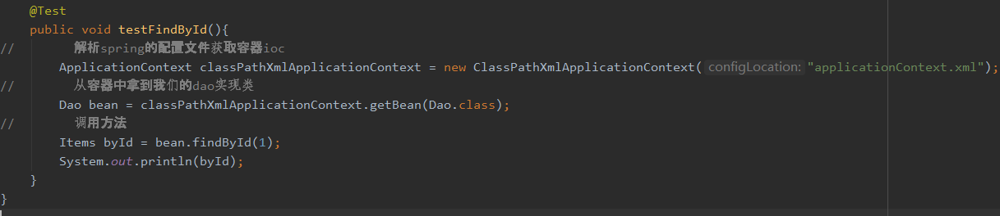 @Test
public void testFindById(){
// 解析spring的配置文件获取容器ioc
ApplicationContext classPathXmlApplicationContext = new ClassPathXmlApplicationContext( configLocation: "applicationContext.xml");
// 从容器中拿到我们的dao实现类
Dao bean = classPathXmlApplicationContext.getBean(Dao.class);
// 调用方法
Items byId = bean.findById(1);
System.out.println(byId);
}
}